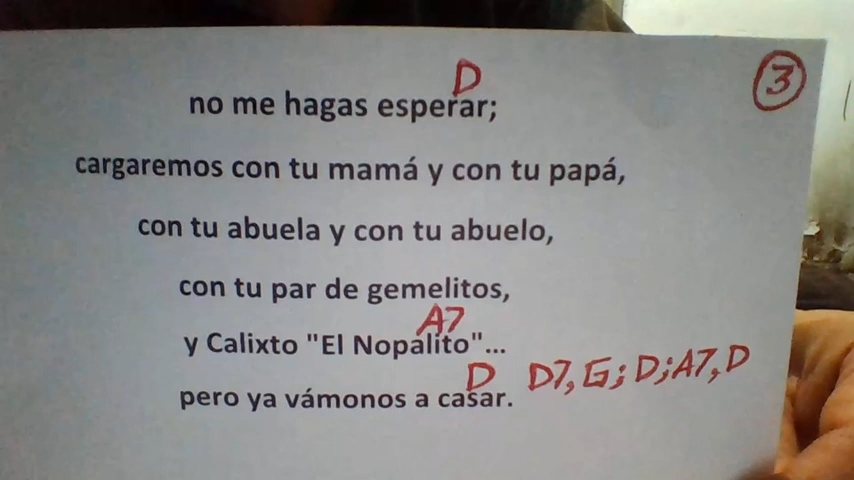 3
D
no me hagas esperar;
cargaremos con tu mamá y con tu papá,
con tu abuela y con tu abuelo,
con tu par de gemelitos,
A7
y Calixto "El Nopalito"...
D D7, G; D; A7, D
pero ya vámonos a casar.